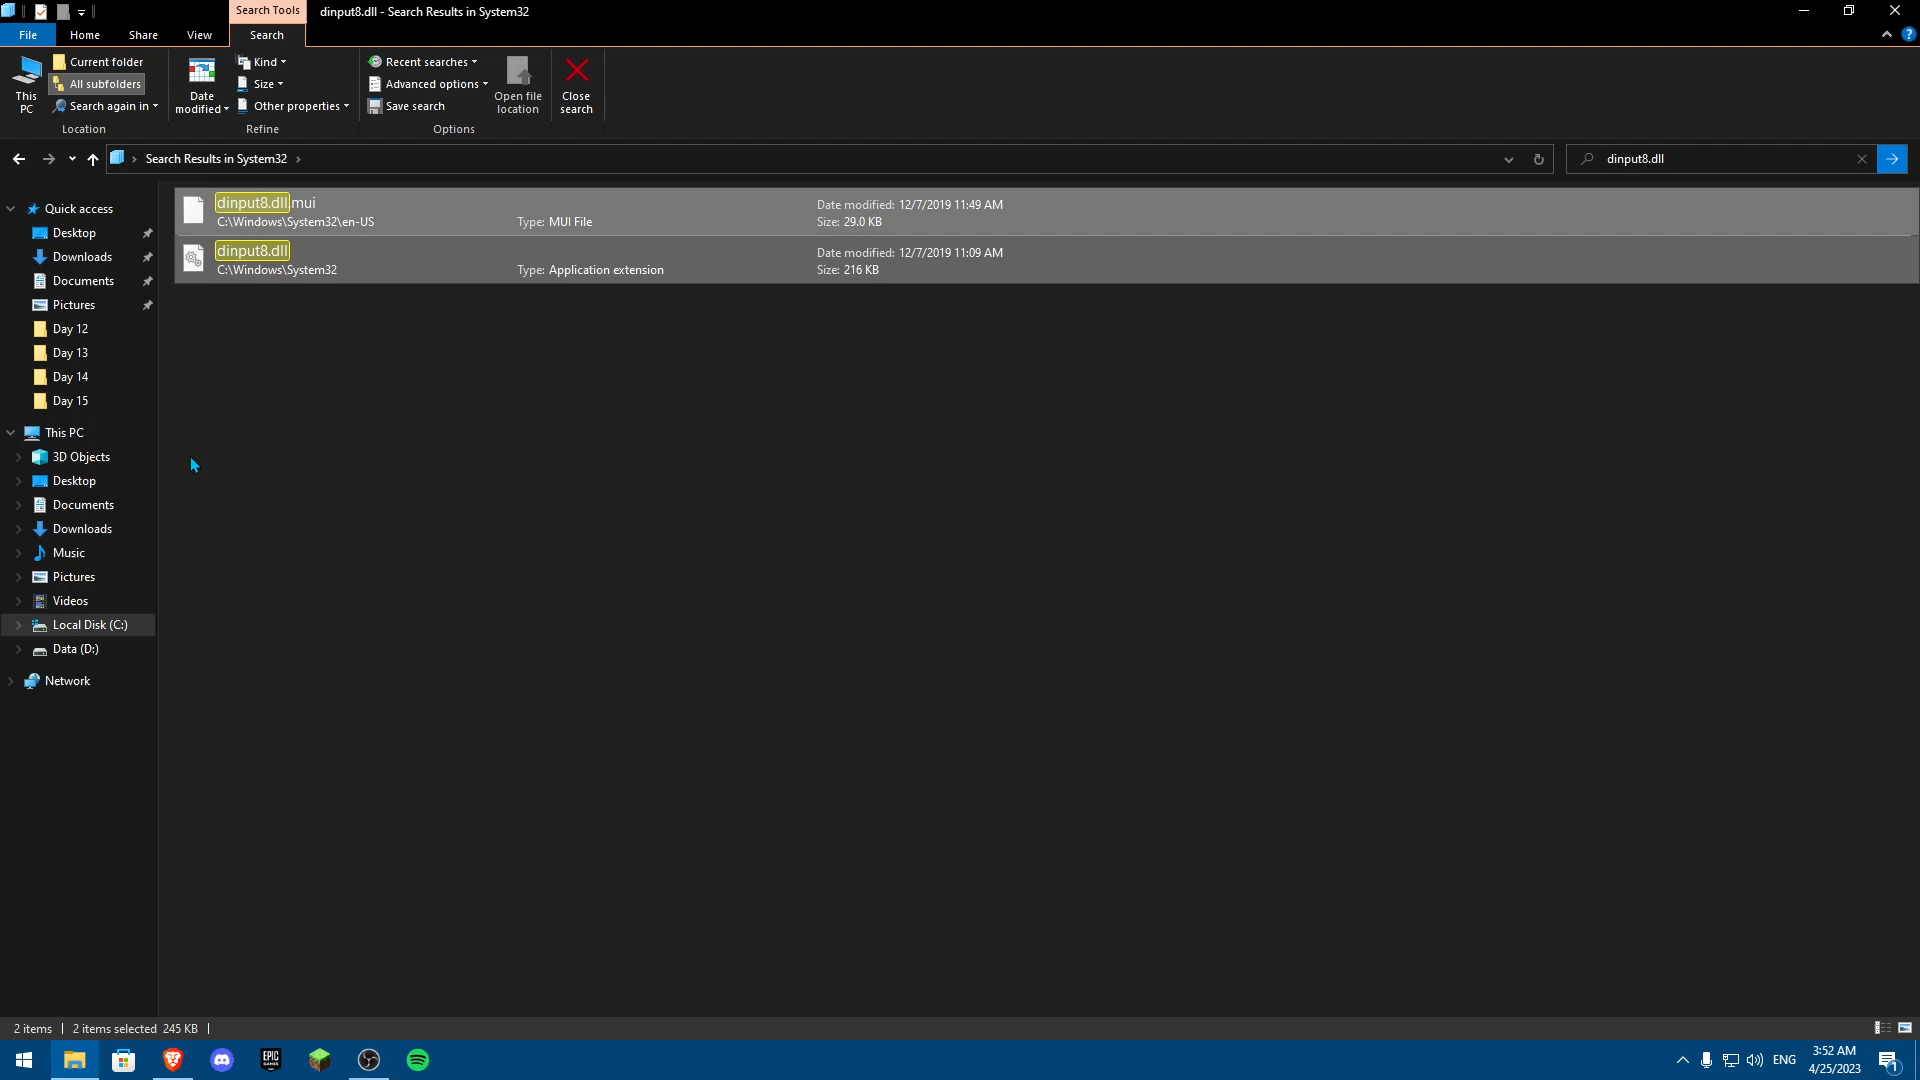 Search Tools
dinput8.dll - Search Results in System32
File
Home
Share
View
Search
This PC
Current folder
All subfolders
Search again in
Location
Date modified
Kind
Size
Other properties
Refine
Recent searches
Advanced options
Save search
Open file location
Options
Close search
Search Results in System32
dinput8.dll
Quick access
Desktop
Downloads
Documents
Pictures
Day 12
Day 13
Day 14
Day 15
This PC
3D Objects
Desktop
Documents
Downloads
Music
Pictures
Videos
Local Disk (C:)
Data (D:)
Network
dinput8.dll.mui
C:\Windows\System32\en-US
Type: MUI File
Date modified: 12/7/2019 11:49 AM
Size: 29.0 KB
dinput8.dll
C:\Windows\System32
Type: Application extension
Date modified: 12/7/2019 11:09 AM
Size: 216 KB
2 items
2 items selected 245 KB
EPIC GAMES
ENG
3:52 AM
4/25/2023
1